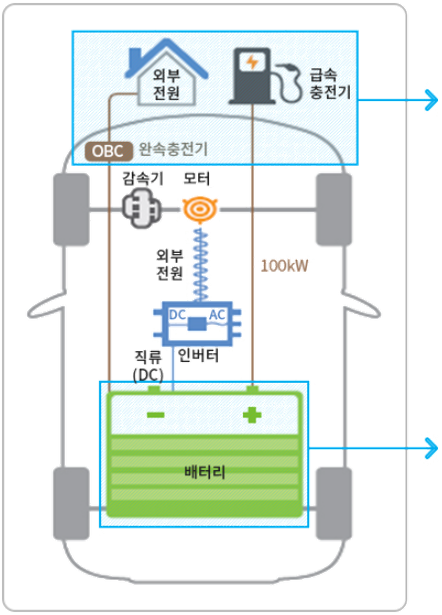 외부
전원
급속
충전기
OBC 완속충전기
감속기 모터
외부
전원
100kW
DC AC
인버터
직류
(DC)
배터리